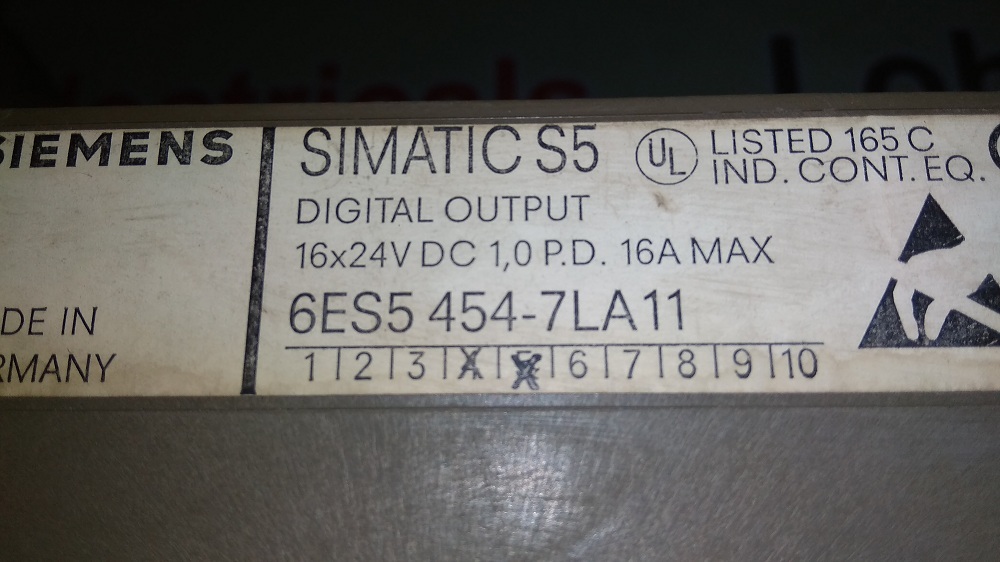 SIEMENS
SIMATIC S5
UL
LISTED 165 C
IND. CONT. EQ.
DIGITAL OUTPUT
16x24V DC 1,0 P.D. 16A MAX
6ES5 454-7LA11
1 2 3 4 5 6 7 8 9 10
DE IN
RMANY